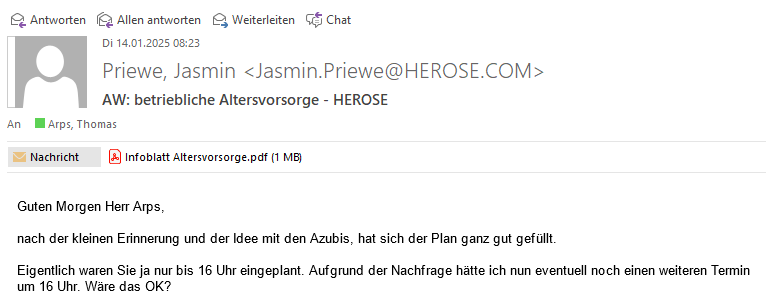 Antworten Allen antworten Weiterleiten Chat
Di 14.01.2025 08:23
Priewe, Jasmin <Jasmin.Priewe@HEROSE.COM>
AW: betriebliche Altersvorsorge - HEROSE
An Arps, Thomas
Nachricht Infoblatt Altersvorsorge.pdf (1 MB)
Guten Morgen Herr Arps,
nach der kleinen Erinnerung und der Idee mit den Azubis, hat sich der Plan ganz gut gefüllt.
Eigentlich waren Sie ja nur bis 16 Uhr eingeplant. Aufgrund der Nachfrage hätte ich nun eventuell noch einen weiteren Termin
um 16 Uhr. Wäre das OK?